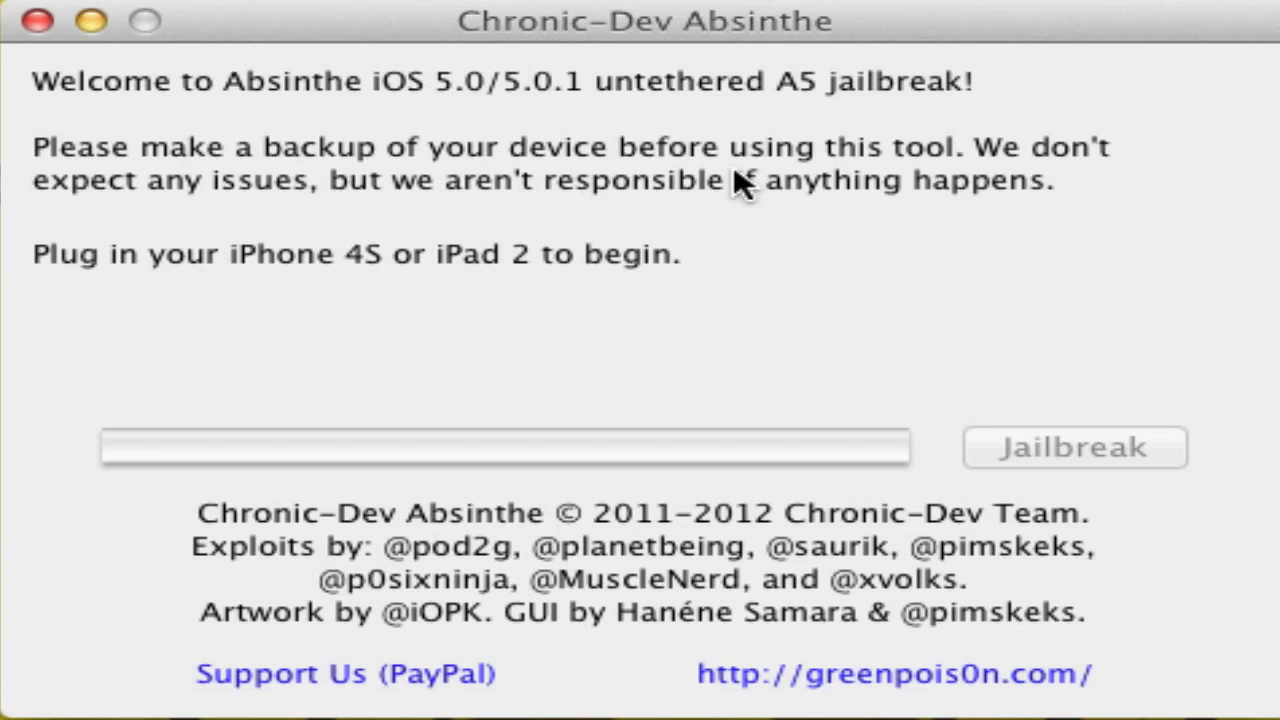 Chronic-Dev Absinthe
Welcome to Absinthe iOS 5.0/5.0.1 untethered A5 jailbreak!
Please make a backup of your device before using this tool. We don't
expect any issues, but we aren't responsible if anything happens.
Plug in your iPhone 4S or iPad 2 to begin.
Jailbreak
Chronic-Dev Absinthe © 2011-2012 Chronic-Dev Team.
Exploits by: @pod2g, @planetbeing, @saurik, @pimskeks,
@p0sixninja, @MuscleNerd, and @xvolks.
Artwork by @iOPK. GUI by Hanéne Samara & @pimskeks.
Support Us (PayPal)
http://greenpois0n.com/